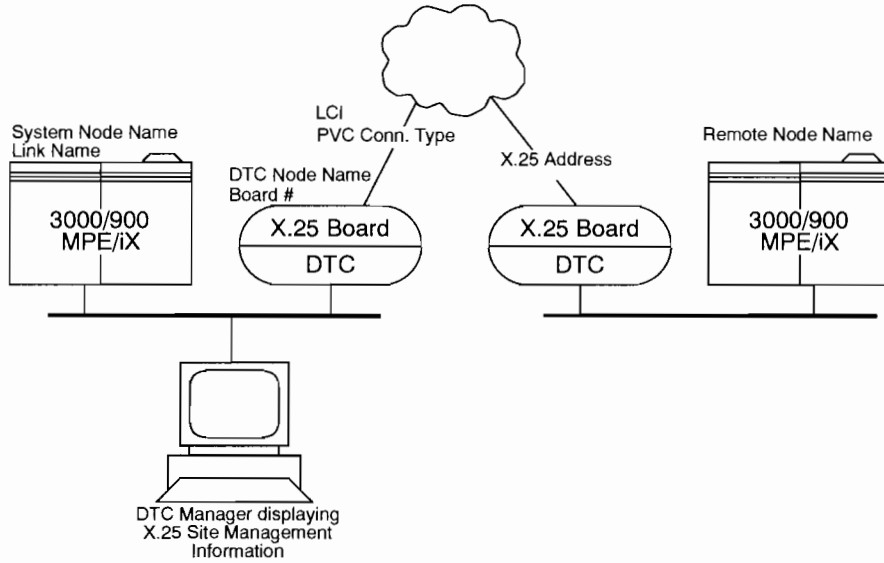 LCI
PVC Conn. Type
System Node Name
Link Name
Remote Node Name
X.25 Address
DTC Node Name
Board #
3000/900
MPE/iX
X.25 Board
DTC
X.25 Board
DTC
3000/900
MPE/iX
DTC Manager displaying
X.25 Site Management
Information